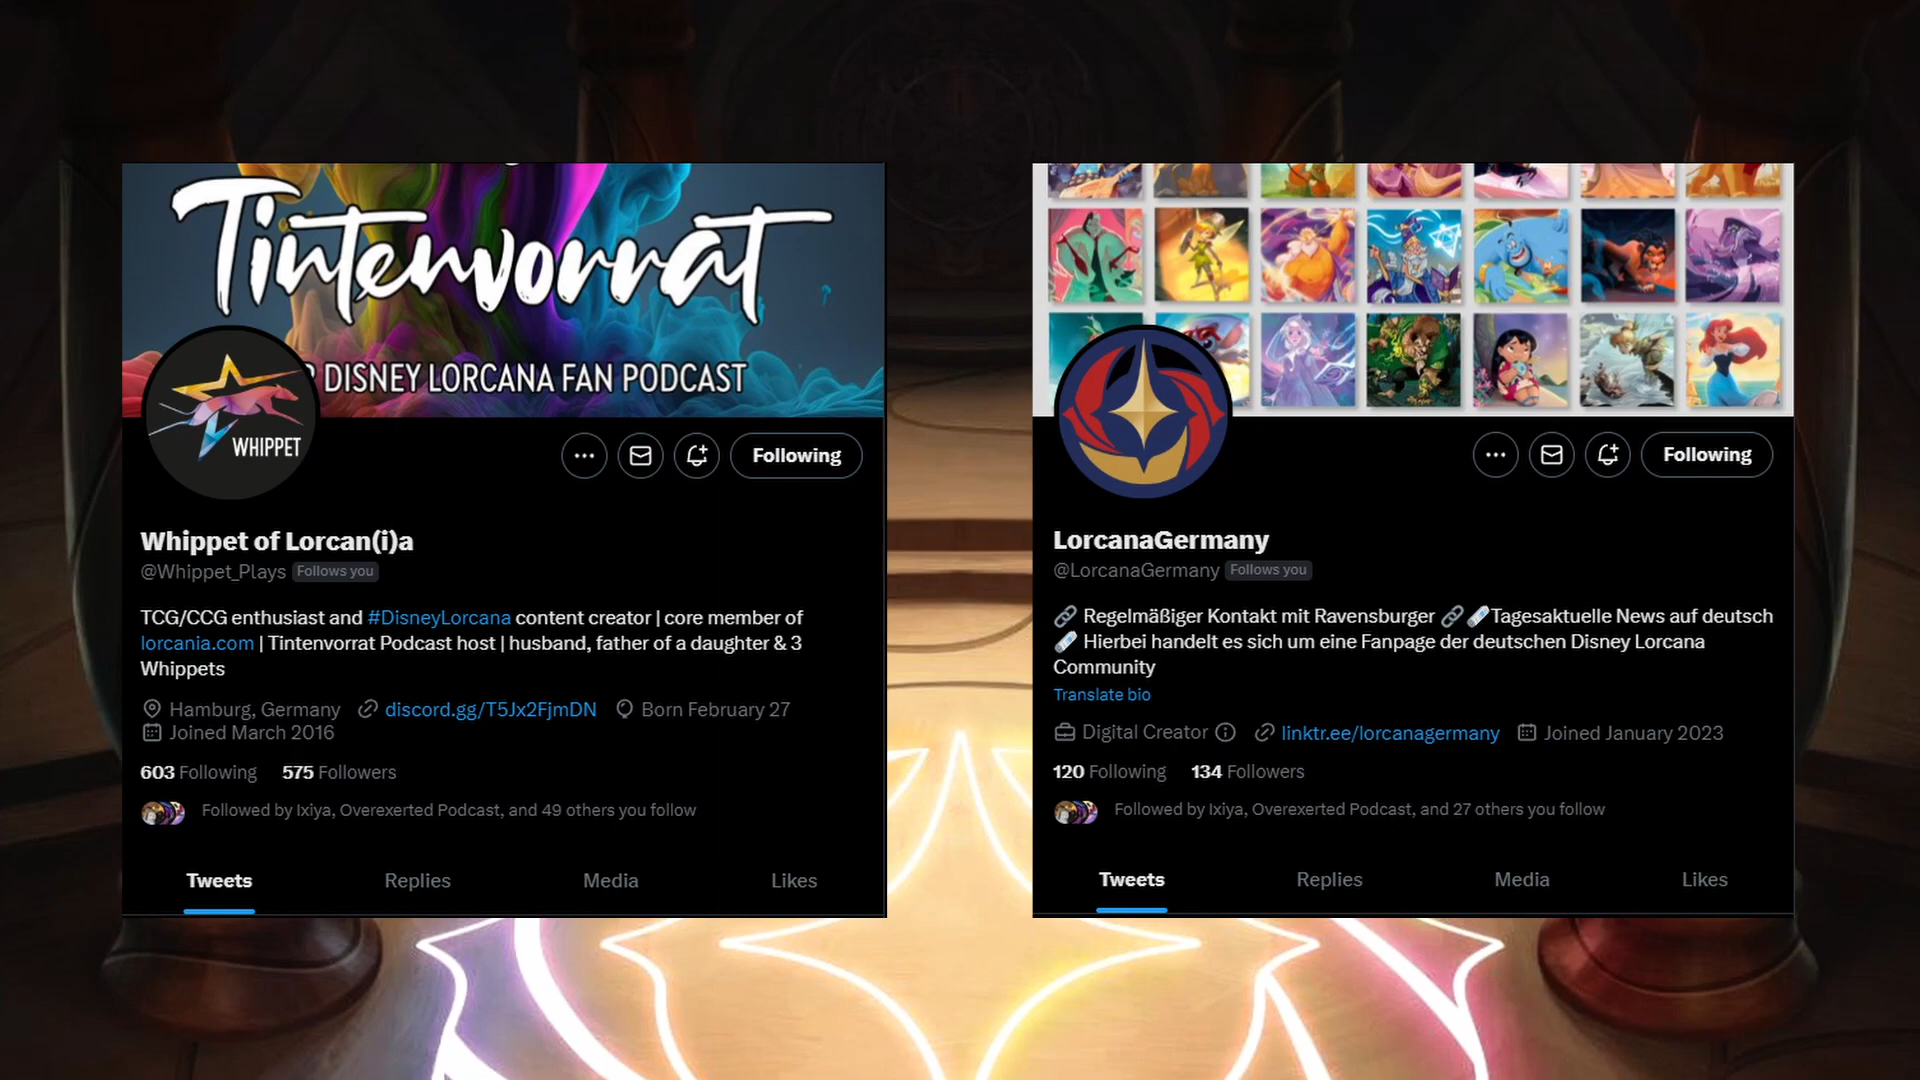 Tintenvorrat
DISNEY LORCANA FAN PODCAST
WHIPPET
Following
Whippet of Lorcan(i)a
@Whippet_Plays Follows you
TCG/CCG enthusiast and #DisneyLorcana content creator | core member of
lorcania.com | Tintenvorrat Podcast host | husband, father of a daughter & 3
Whippets
Hamburg, Germany discord.gg/T5Jx2FjmDN Born February 27
Joined March 2016
603 Following 575 Followers
Followed by Ixiya, Overexerted Podcast, and 49 others you follow
Tweets Replies Media Likes
Following
LorcanaGermany
@LorcanaGermany Follows you
🔗 Regelmäßiger Kontakt mit Ravensburger 🔗 🗞️Tagesaktuelle News auf deutsch
🗞️ Hierbei handelt es sich um eine Fanpage der deutschen Disney Lorcana
Community
Translate bio
Digital Creator linktr.ee/lorcanagermany Joined January 2023
120 Following 134 Followers
Followed by Ixiya, Overexerted Podcast, and 27 others you follow
Tweets Replies Media Likes